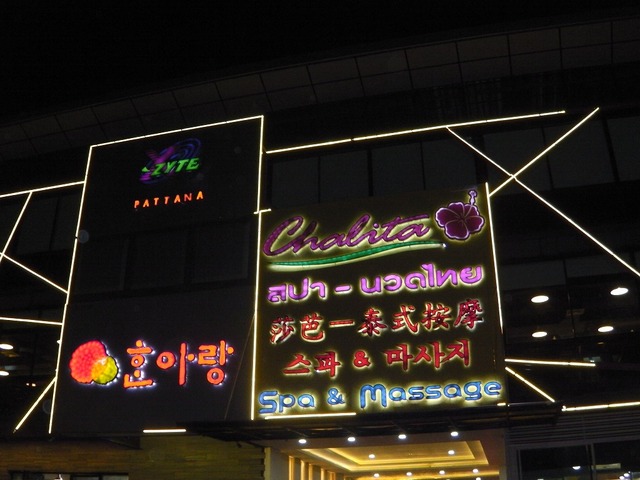 ZYTE
PATTANA
한아랑
Chalita
สปา - นวดไทย
莎芭一泰式按摩
스파 & 마사지
Spa & Massage